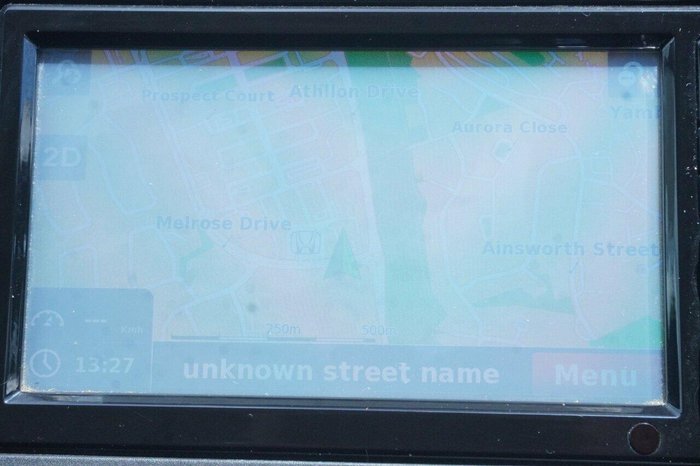 Prospect Court
Athllon Drive
Aurora Close
Yam
2D
Melrose Drive
Ainsworth Street
---
Km/h
250m
500m
13:27
unknown street name
Menu